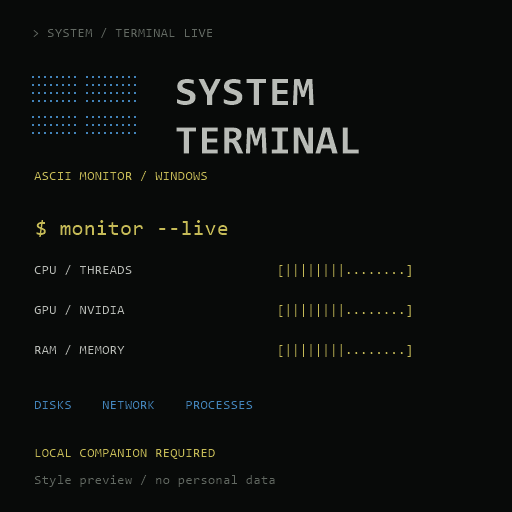 > SYSTEM / TERMINAL LIVE
SYSTEM
TERMINAL
ASCII MONITOR / WINDOWS
$ monitor --live
CPU / THREADS [||||||||........]
GPU / NVIDIA [||||||||........]
RAM / MEMORY [||||||||........]
DISKS NETWORK PROCESSES
LOCAL COMPANION REQUIRED
Style preview / no personal data